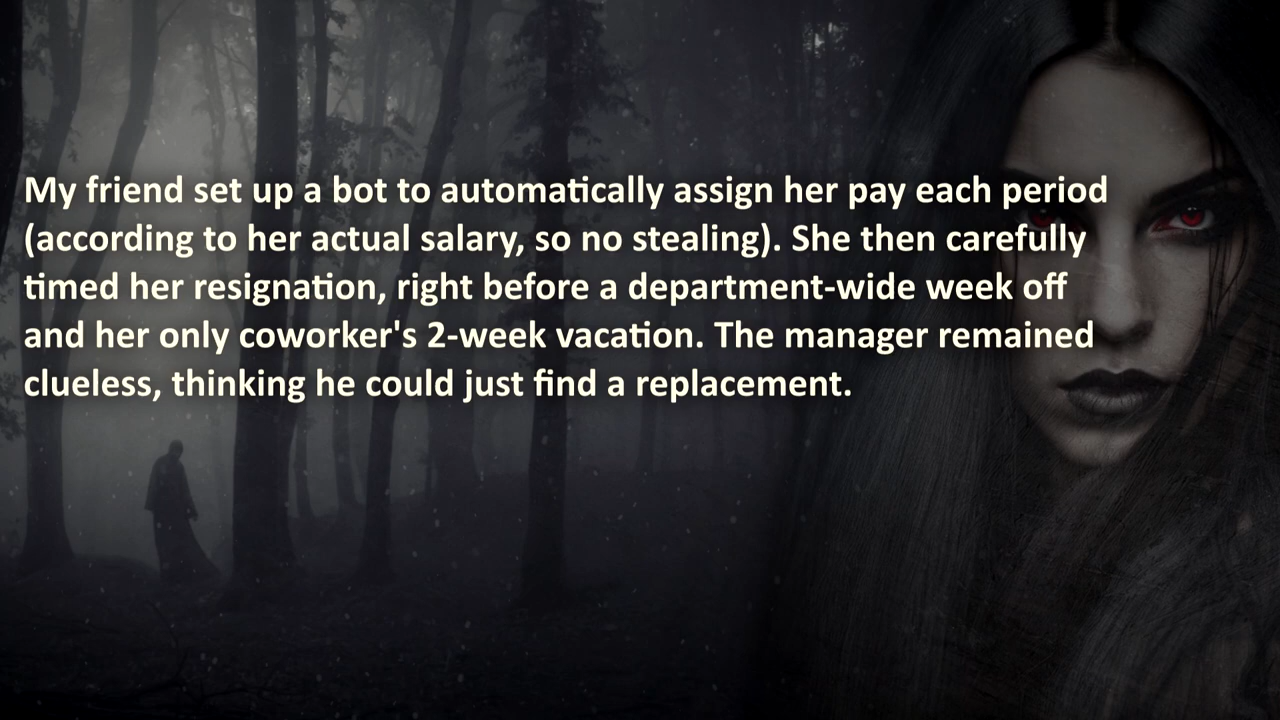 My friend set up a bot to automatically assign her pay each period
(according to her actual salary, so no stealing). She then carefully
timed her resignation, right before a department-wide week off
and her only coworker's 2-week vacation. The manager remained
clueless, thinking he could just find a replacement.